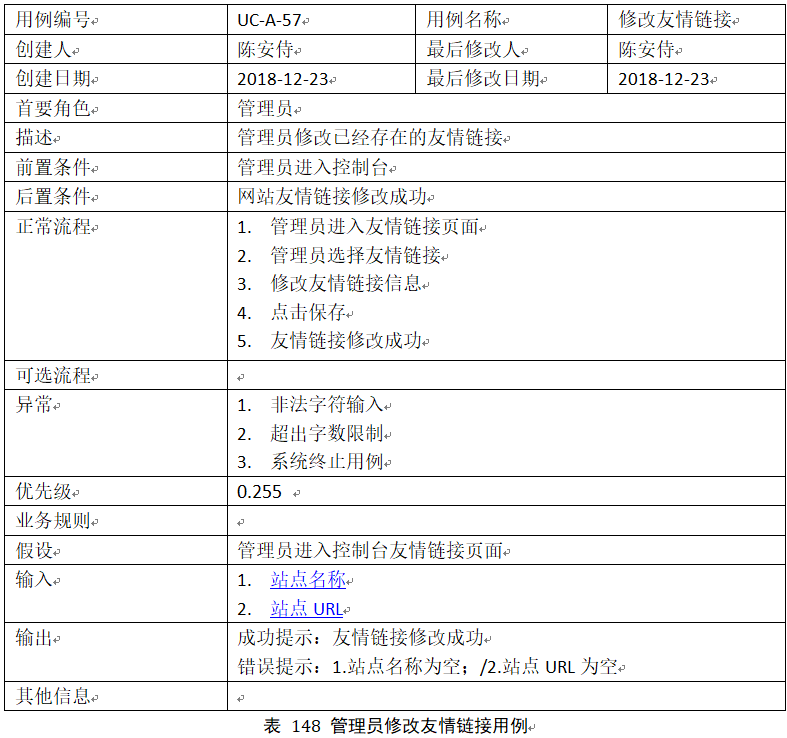 用例编号 UC-A-57 用例名称 修改友情链接
创建人 陈安侍 最后修改人 陈安侍
创建日期 2018-12-23 最后修改日期 2018-12-23
首要角色 管理员
描述 管理员修改已经存在的友情链接
前置条件 管理员进入控制台
后置条件 网站友情链接修改成功
正常流程 1. 管理员进入友情链接页面
2. 管理员选择友情链接
3. 修改友情链接信息
4. 点击保存
5. 友情链接修改成功
可选流程
异常 1. 非法字符输入
2. 超出字数限制
3. 系统终止用例
优先级 0.255
业务规则
假设 管理员进入控制台友情链接页面
输入 1. 站点名称
2. 站点 URL
输出 成功提示：友情链接修改成功
错误提示：1.站点名称为空；/2.站点 URL 为空
其他信息
表 148 管理员修改友情链接用例